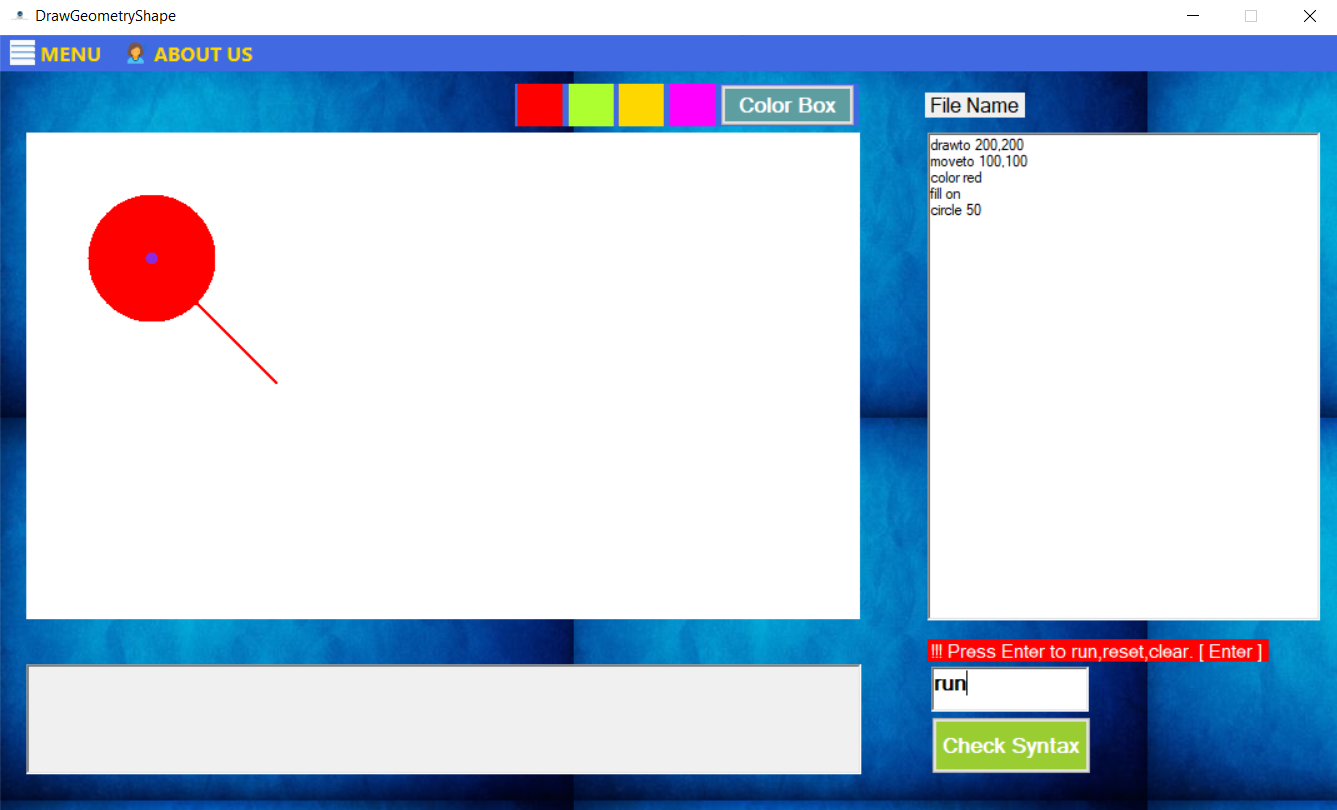 DrawGeometryShape
MENU ABOUT US
Color Box
File Name
drawto 200,200
moveto 100,100
color red
fill on
circle 50
!!! Press Enter to run,reset,clear. [ Enter ]
run
Check Syntax